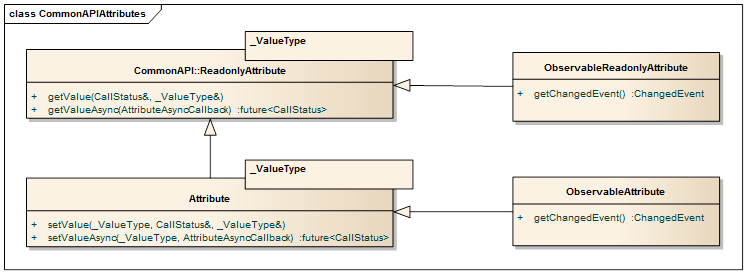 class CommonAPIAttributes
_ValueType
CommonAPI::ReadonlyAttribute
+ getValue(CallStatus&, _ValueType&)
+ getValueAsync(AttributeAsyncCallback) :future<CallStatus>
ObservableReadonlyAttribute
+ getChangedEvent() :ChangedEvent
_ValueType
Attribute
+ setValue(_ValueType, CallStatus&, _ValueType&)
+ setValueAsync(_ValueType, AttributeAsyncCallback) :future<CallStatus>
ObservableAttribute
+ getChangedEvent() :ChangedEvent